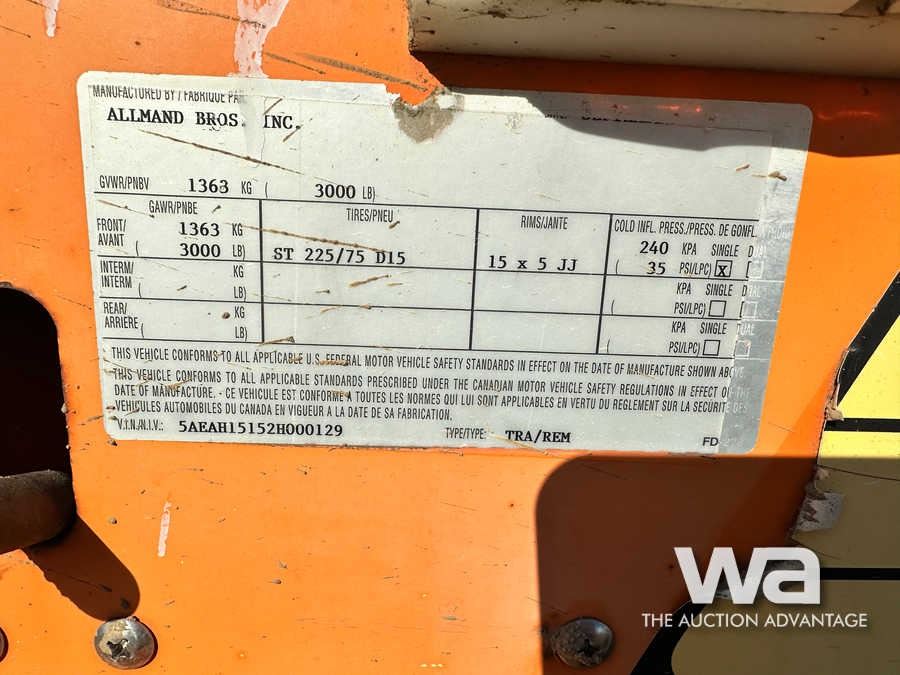 MANUFACTURED BY / FABRIQUE PAR
ALLMAND BROS. INC.
GVWR/PNBV 1363 KG ( 3000 LB)
GAWR/PNBE TIRES/PNEU RIMS/JANTE COLD INFL. PRESS./PRESS. DE GONFL
FRONT/ AVANT 1363 KG ( 3000 LB) ST 225/75 D15 15 x 5 JJ 240 KPA SINGLE DUAL ( 35 PSI/LPC) X
INTERM/ INTERM KG LB) KPA SINGLE DUAL ( PSI/LPC)
REAR/ ARRIERE KG ( LB) KPA SINGLE DUAL ( PSI/LPC)
THIS VEHICLE CONFORMS TO ALL APPLICABLE U.S. FEDERAL MOTOR VEHICLE SAFETY STANDARDS IN EFFECT ON THE DATE OF MANUFACTURE SHOWN ABOVE
THIS VEHICLE CONFORMS TO ALL APPLICABLE STANDARDS PRESCRIBED UNDER THE CANADIAN MOTOR VEHICLE SAFETY REGULATIONS IN EFFECT ON THE
DATE OF MANUFACTURE. - CE VEHICULE EST CONFORME A TOUTES LES NORMES QUI LUI SONT APPLICABLES EN VERTU DU REGLEMENT SUR LA SECURITE DES
VEHICULES AUTOMOBILES DU CANADA EN VIGUEUR A LA DATE DE SA FABRICATION.
V.I.N./N.I.V.: 5AEAH15152H000129 TYPE/TYPE: TRA/REM FD
wa
THE AUCTION ADVANTAGE